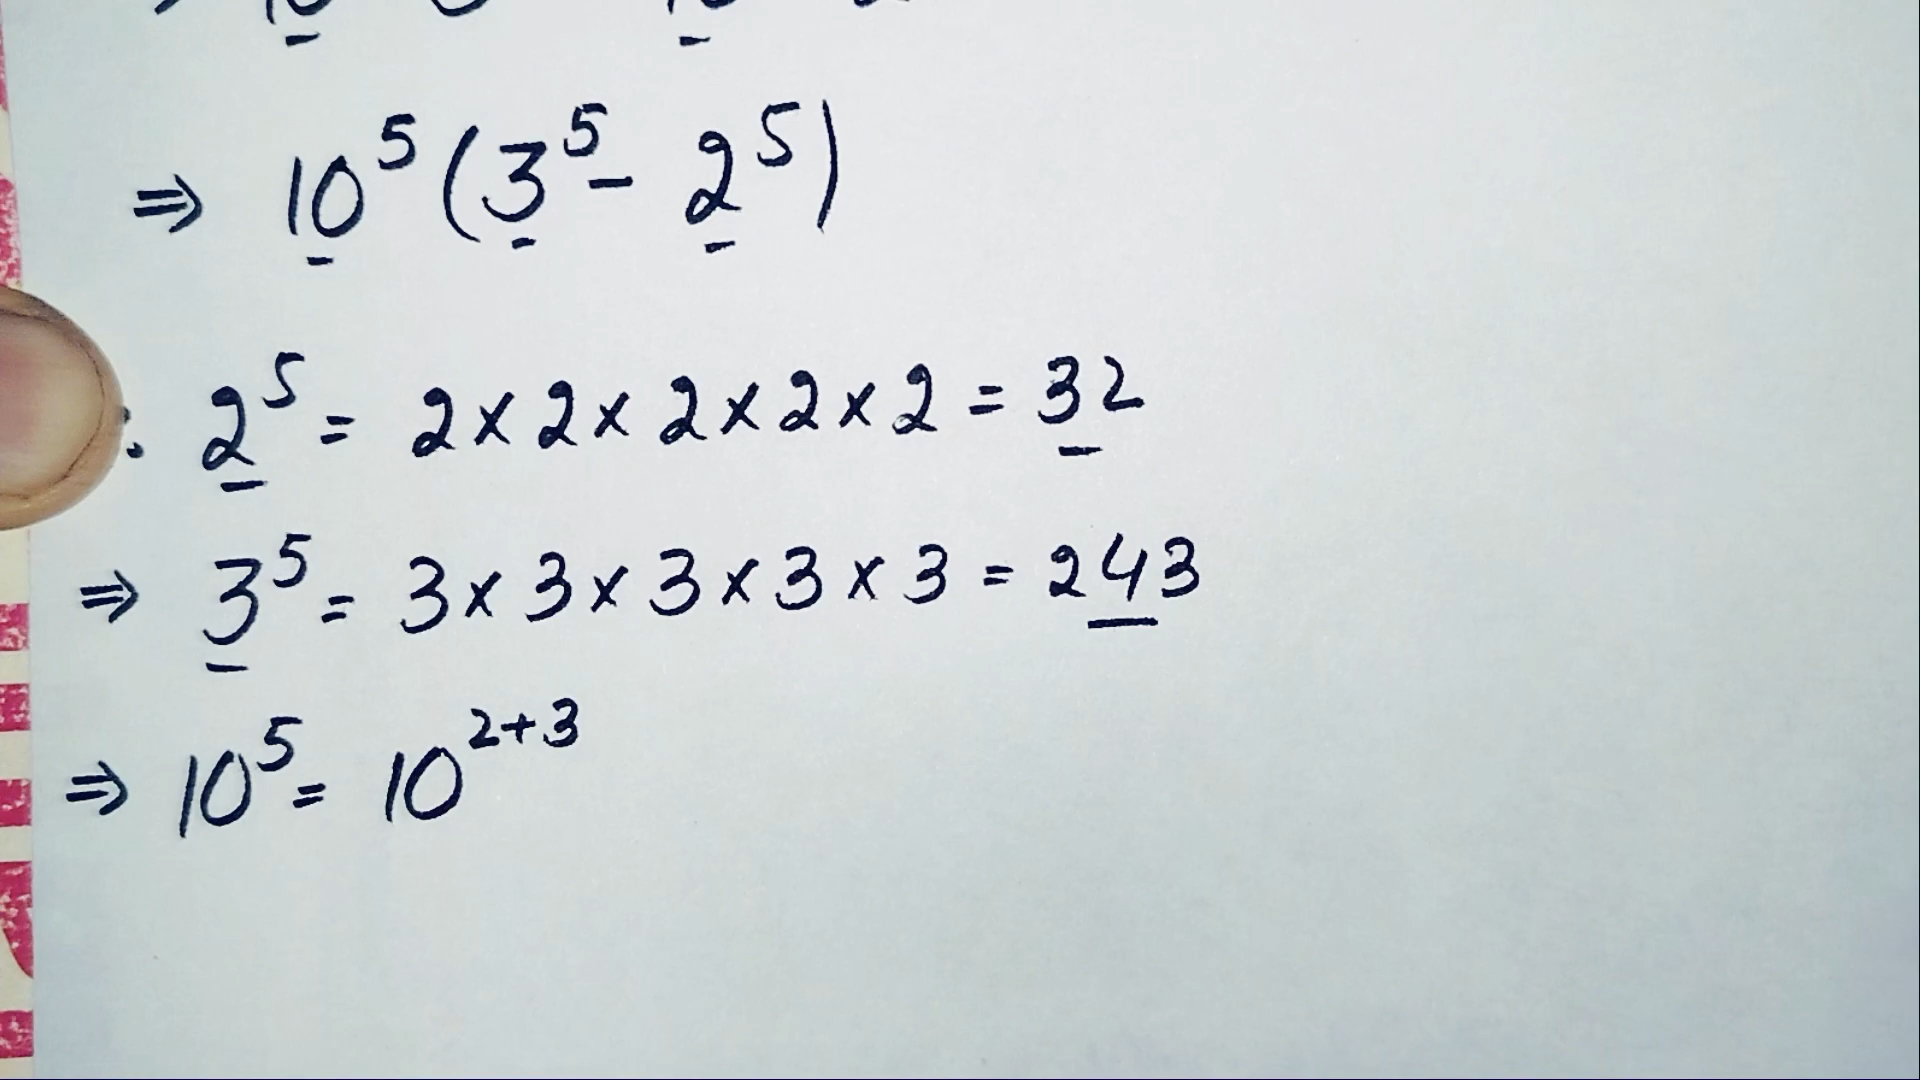 ⇒ 10⁵(3⁵ - 2⁵)
: 2⁵ = 2 × 2 × 2 × 2 × 2 = 32
⇒ 3⁵ = 3 × 3 × 3 × 3 × 3 = 243
⇒ 10⁵ = 10²⁺³